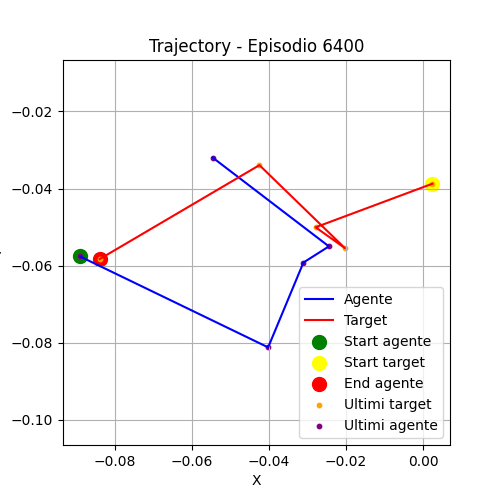 Trajectory - Episodio 6400
−0.02
−0.04
−0.06
−0.08
−0.10
−0.08
−0.06
−0.04
−0.02
0.00
X
Agente
Target
Start agente
Start target
End agente
Ultimi target
Ultimi agente